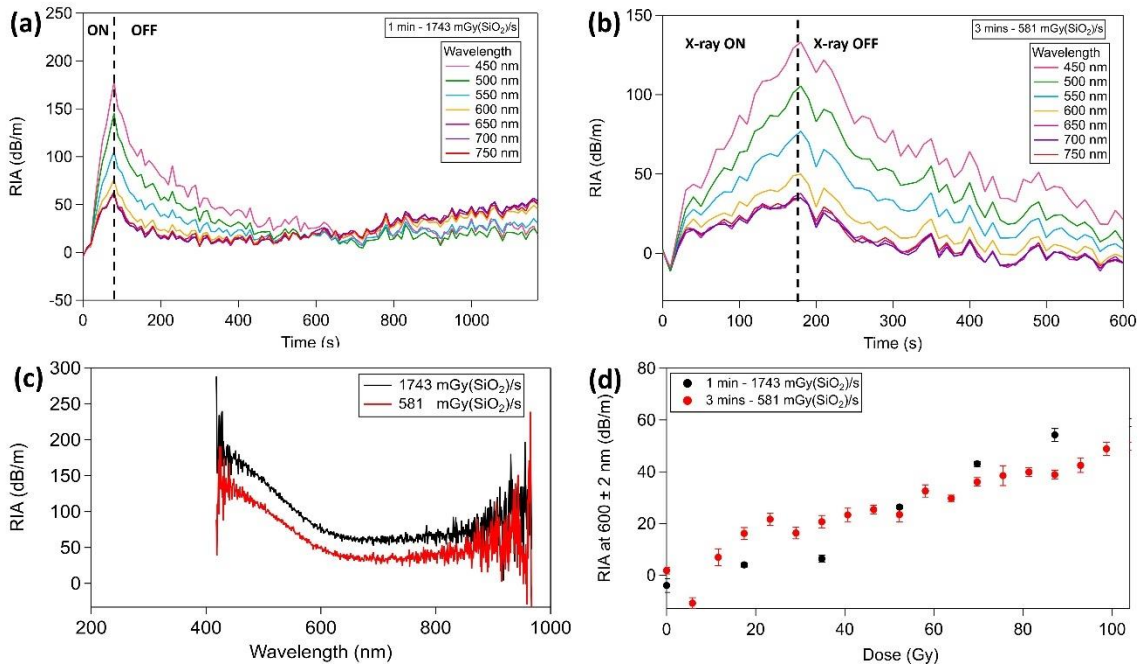 (a)
ON OFF
1 min - 1743 mGy(SiO₂)/s
Wavelength
450 nm
500 nm
550 nm
600 nm
650 nm
700 nm
750 nm
RIA (dB/m)
250
200
150
100
50
0
-50
0 200 400 600 800 1000
Time (s)
(b)
X-ray ON X-ray OFF
3 mins - 581 mGy(SiO₂)/s
Wavelength
450 nm
500 nm
550 nm
600 nm
650 nm
700 nm
750 nm
RIA (dB/m)
150
100
50
0
0 100 200 300 400 500 600
Time (s)
(c)
1743 mGy(SiO₂)/s
581 mGy(SiO₂)/s
RIA (dB/m)
300
250
200
150
100
50
0
200 400 600 800 1000
Wavelength (nm)
(d)
1 min - 1743 mGy(SiO₂)/s
3 mins - 581 mGy(SiO₂)/s
RIA at 600 ± 2 nm (dB/m)
80
60
40
20
0
0 20 40 60 80 100
Dose (Gy)